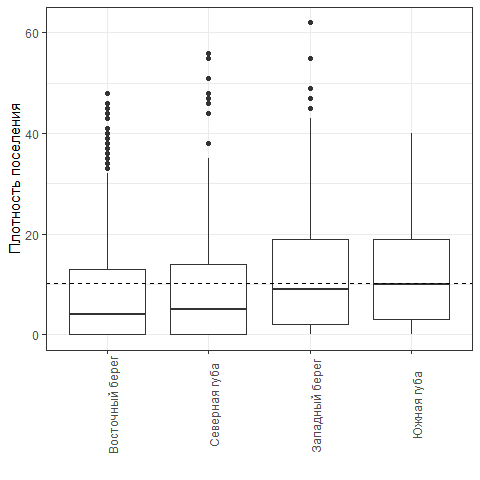 Плотность поселения
60
40
20
0
Восточный берег
Северная губа
Западный берег
Южная губа